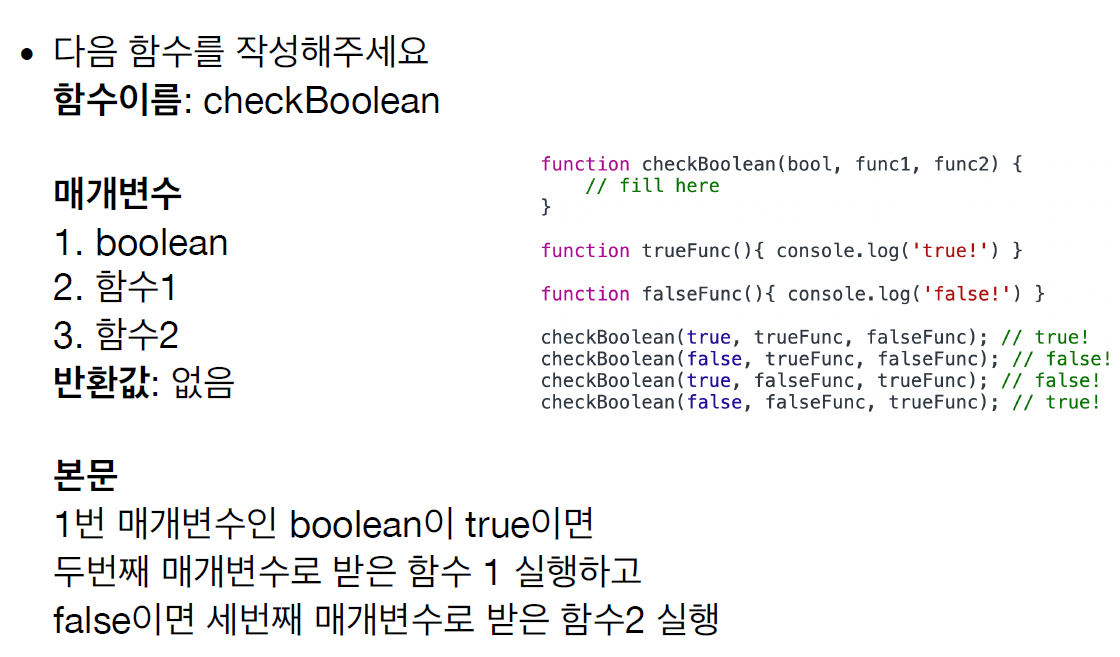 • 다음 함수를 작성해주세요
함수이름: checkBoolean
매개변수
1. boolean
2. 함수1
3. 함수2
반환값: 없음
본문
1번 매개변수인 boolean이 true이면
두번째 매개변수로 받은 함수 1 실행하고
false이면 세번째 매개변수로 받은 함수2 실행
function checkBoolean(bool, func1, func2) {
    // fill here
}
function trueFunc(){ console.log('true!') }
function falseFunc(){ console.log('false!') }
checkBoolean(true, trueFunc, falseFunc); // true!
checkBoolean(false, trueFunc, falseFunc); // false!
checkBoolean(true, falseFunc, trueFunc); // false!
checkBoolean(false, falseFunc, trueFunc); // true!